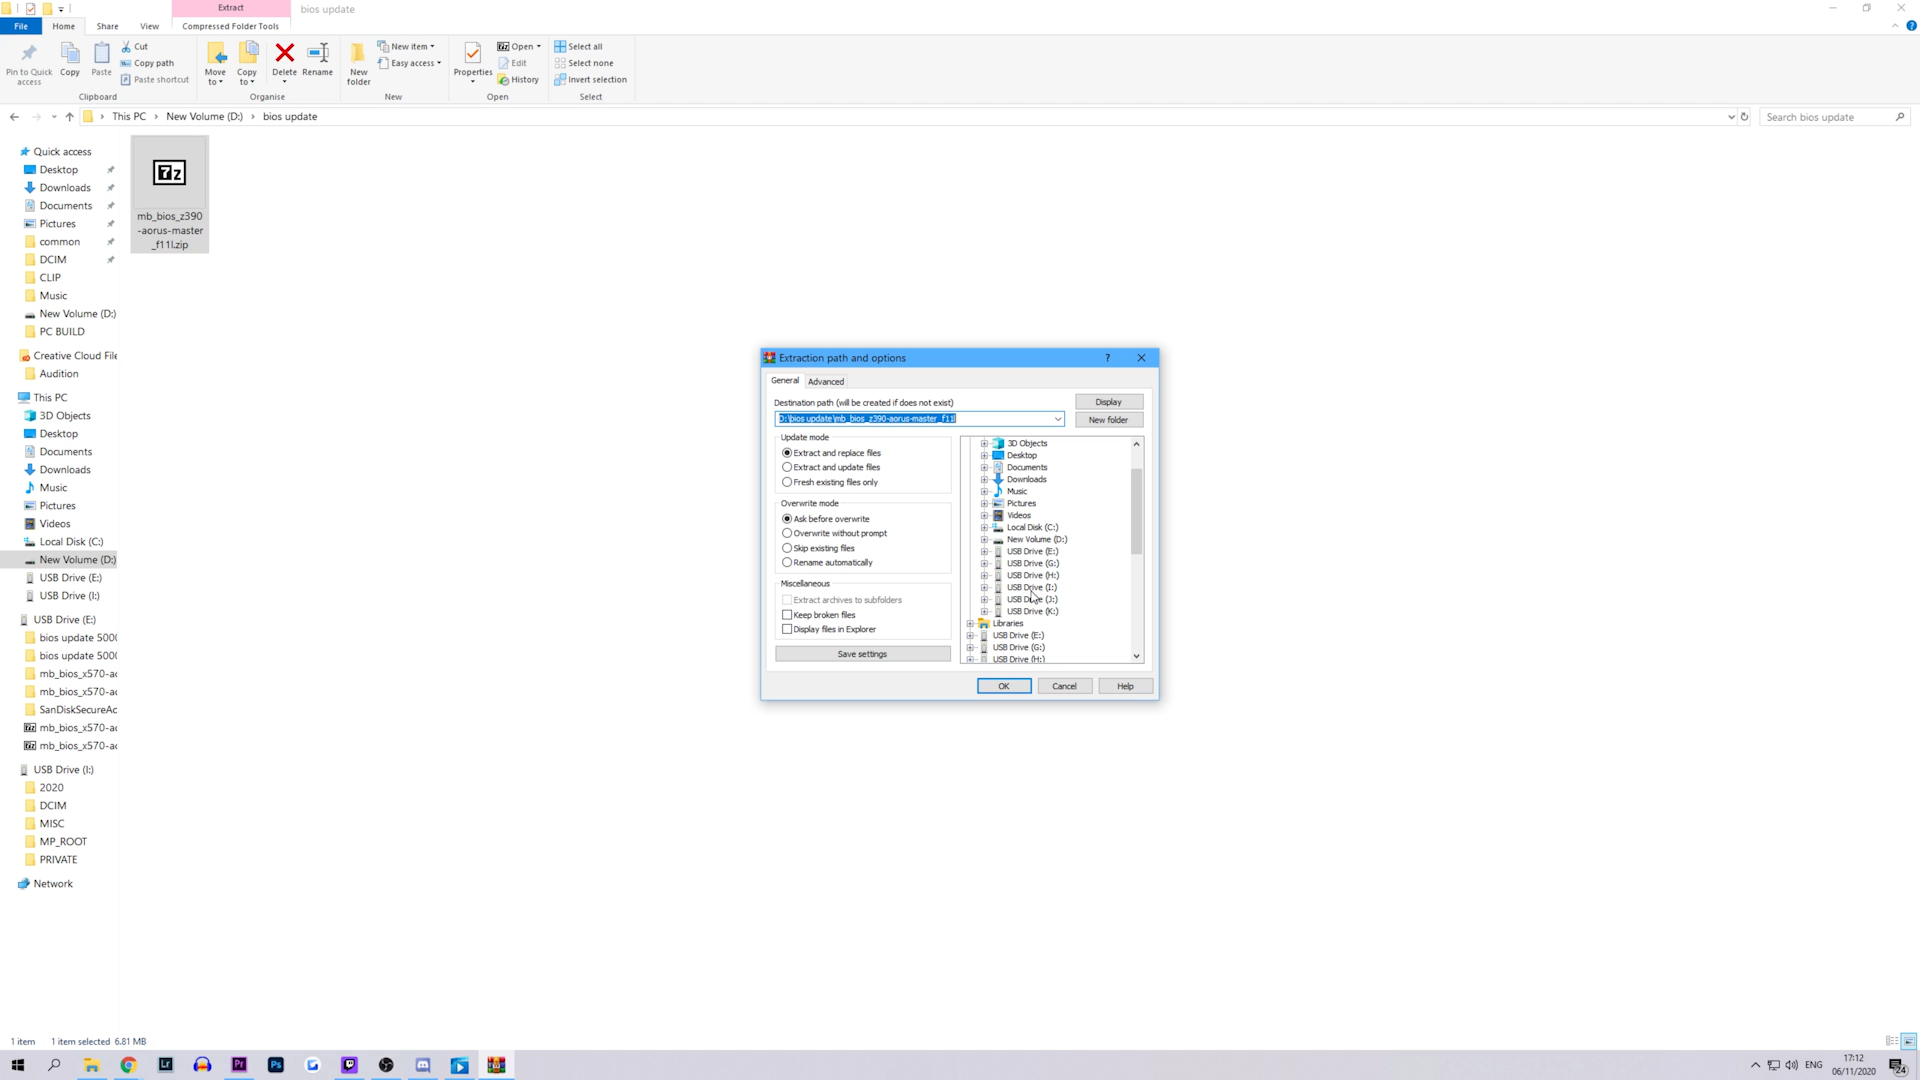 Extract
bios update
File
Home
Share
View
Compressed Folder Tools
Pin to Quick access
Copy
Paste
Cut
Copy path
Paste shortcut
Clipboard
Move to
Copy to
Delete
Rename
Organise
New folder
New item
Easy access
New
Properties
Open
Edit
History
Open
Select all
Select none
Invert selection
Select
This PC > New Volume (D:) > bios update
Search bios update
Quick access
Desktop
Downloads
Documents
Pictures
common
DCIM
CLIP
Music
New Volume (D:)
PC BUILD
Creative Cloud File
Audition
This PC
3D Objects
Desktop
Documents
Downloads
Music
Pictures
Videos
Local Disk (C:)
New Volume (D:)
USB Drive (E:)
USB Drive (I:)
USB Drive (E:)
bios update 5000
bios update 5000
mb_bios_x570-ao
mb_bios_x570-ao
SanDiskSecureAc
mb_bios_x570-ao
mb_bios_x570-ao
USB Drive (I:)
2020
DCIM
MISC
MP_ROOT
PRIVATE
Network
7z
mb_bios_z390
-aorus-master
_f11l.zip
Extraction path and options
?
General
Advanced
Destination path (will be created if does not exist)
D:\bios update\mb_bios_z390-aorus-master_f11l
Display
New folder
Update mode
Extract and replace files
Extract and update files
Fresh existing files only
Overwrite mode
Ask before overwrite
Overwrite without prompt
Skip existing files
Rename automatically
Miscellaneous
Extract archives to subfolders
Keep broken files
Display files in Explorer
Save settings
3D Objects
Desktop
Documents
Downloads
Music
Pictures
Videos
Local Disk (C:)
New Volume (D:)
USB Drive (E:)
USB Drive (G:)
USB Drive (H:)
USB Drive (I:)
USB Drive (J:)
USB Drive (K:)
Libraries
USB Drive (E:)
USB Drive (G:)
USB Drive (H:)
OK
Cancel
Help
1 item
1 item selected 6.81 MB
Lr
Pr
Ps
ENG
17:12
06/11/2020
24